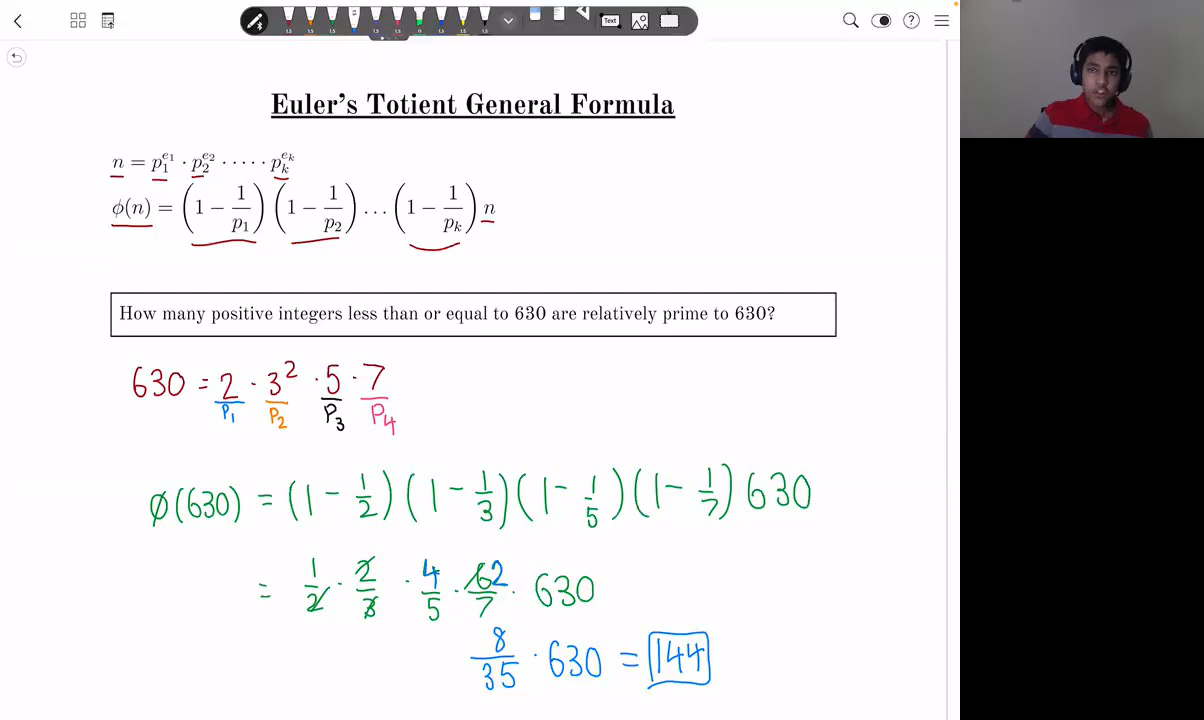 Text
Euler's Totient General Formula
n = p₁^e₁ · p₂^e₂ · · · · · p_k^e_k
ϕ(n) = (1 − 1/p₁) (1 − 1/p₂) ... (1 − 1/p_k) n
How many positive integers less than or equal to 630 are relatively prime to 630?
630 = 2 · 3² · 5 · 7
P₁ P₂ P₃ P₄
ϕ(630) = (1 − 1/2) (1 − 1/3) (1 − 1/5) (1 − 1/7) 630
= 1/2 · 2/3 · 4/5 · 6/7 2 · 630
8/35 · 630 = 144